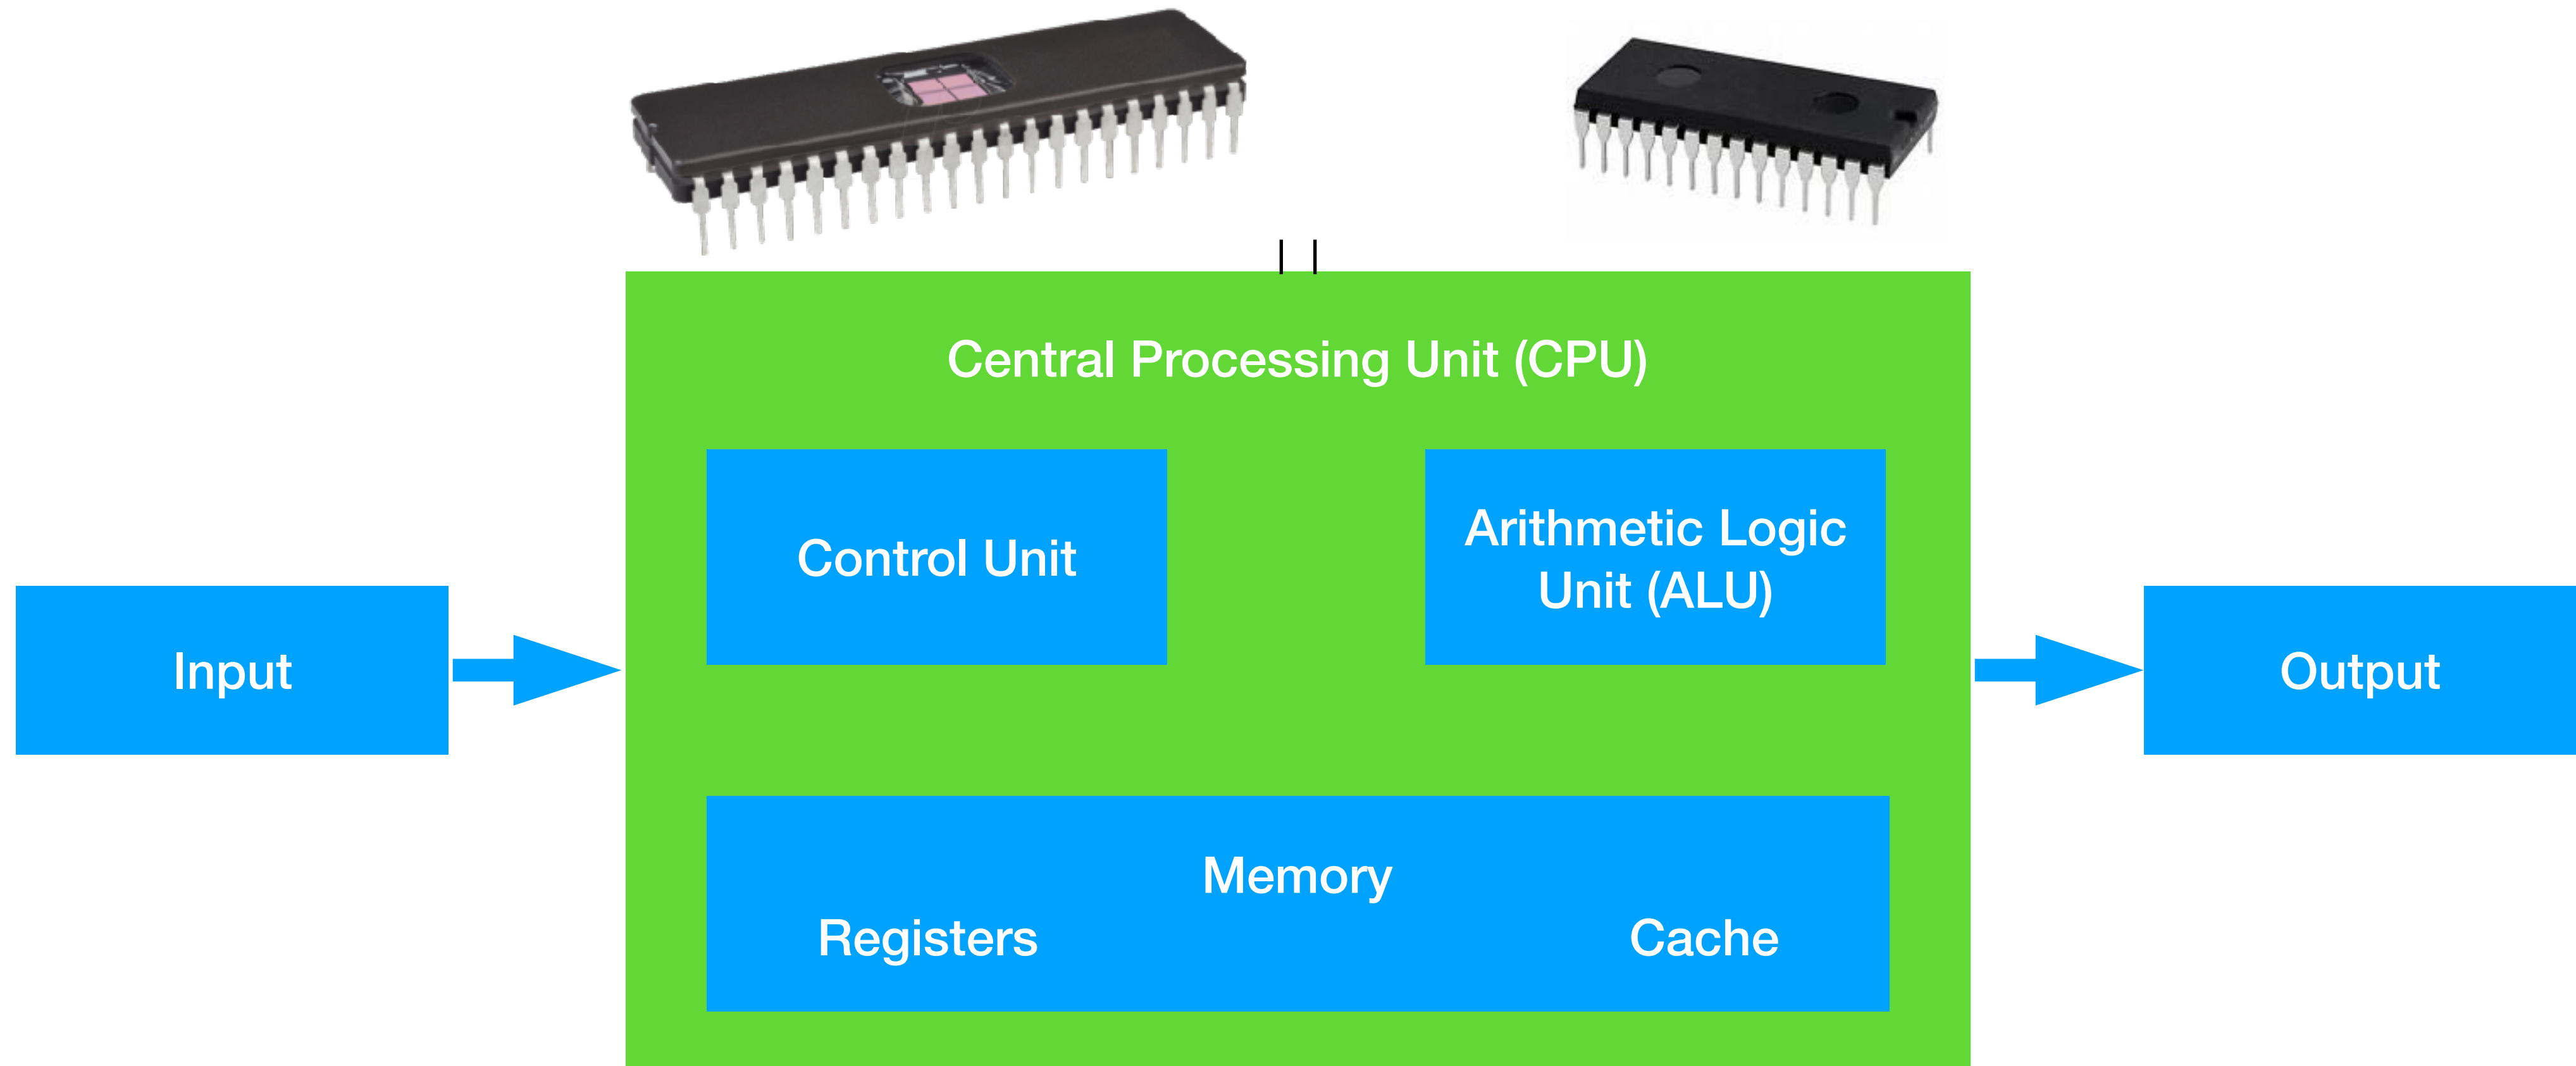 Central Processing Unit (CPU)
Control Unit
Arithmetic Logic
Unit (ALU)
Input
Output
Memory
Registers
Cache